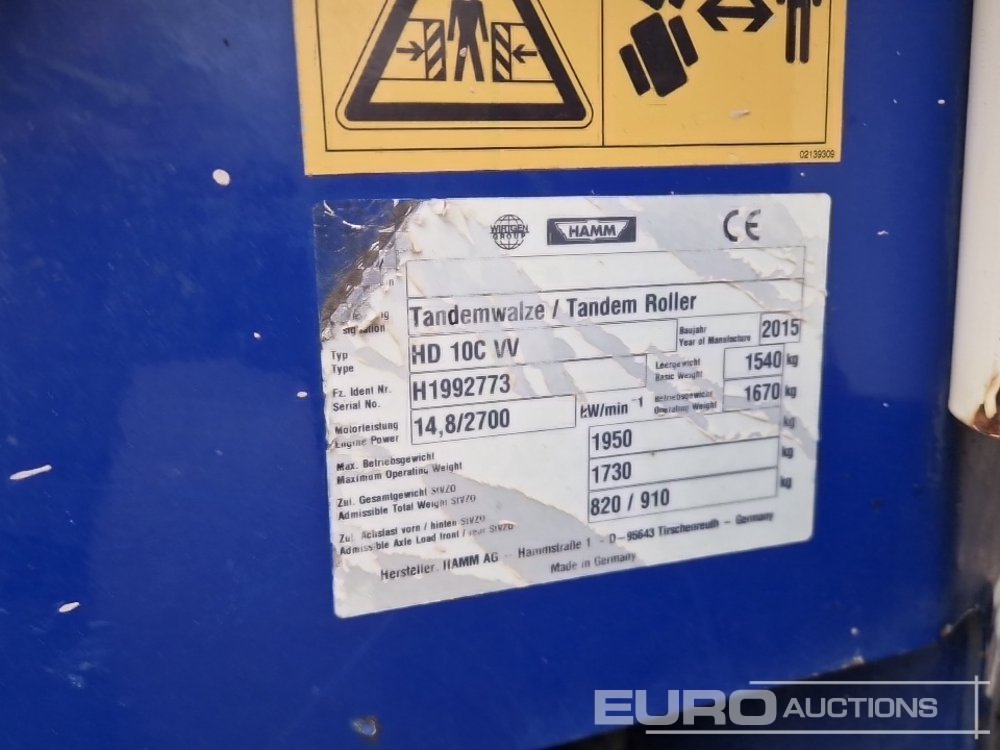 02139309
WIRTGEN GROUP
HAMM
CE
Tandemwalze / Tandem Roller
Typ
Type
HD 10C VV
Baujahr
Year of Manufacture
2015
Fz. Ident Nr.
Serial No.
H1992773
Leergewicht
Basic Weight
1540 kg
Motorleistung
Engine Power
14,8/2700
kW/min -1
Betriebsgewicht
Operating Weight
1670 kg
Max. Betriebsgewicht
Maximum Operating Weight
1950
kg
Zul. Gesamtgewicht StVZO
Admissible Total Weight StVZO
1730
kg
Zul. Achslast vorn / hinten StVZO
Admissible Axle Load front / rear StVZO
820 / 910
kg
Hersteller: HAMM AG - Hammstraße 1 - D-95643 Tirschenreuth - Germany
Made in Germany
EURO AUCTIONS